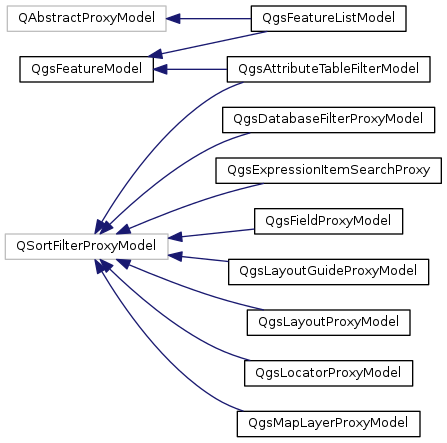 QAbstractProxyModel
QgsFeatureListModel
QgsFeatureModel
QgsAttributeTableFilterModel
QgsDatabaseFilterProxyModel
QgsExpressionItemSearchProxy
QgsFieldProxyModel
QSortFilterProxyModel
QgsLayoutGuideProxyModel
QgsLayoutProxyModel
QgsLocatorProxyModel
QgsMapLayerProxyModel